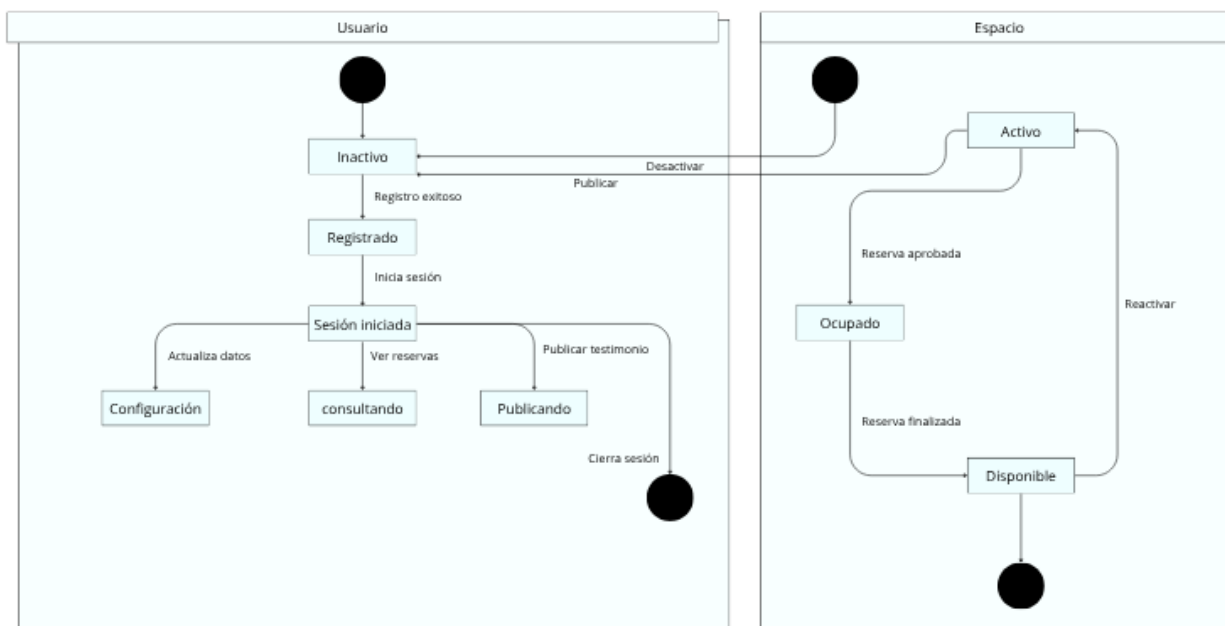 Usuario
Espacio
Activo
Inactivo
Desactivar
Publicar
Registro exitoso
Registrado
Reserva aprobada
Inicia sesión
Reactivar
Sesión iniciada
Ocupado
Actualiza datos
Ver reservas
Publicar testimonio
Configuración
consultando
Publicando
Reserva finalizada
Cierra sesión
Disponible